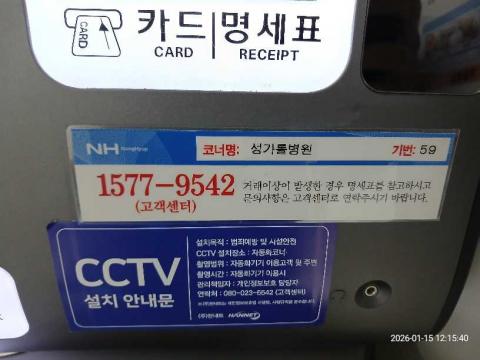 CARD
카드 명세표
CARD RECEIPT
NH
코너명: 성가롤병원 기번: 59
1577-9542
(고객센터)
거래이상이 발생한 경우 명세표를 참고하시고
문의사항은 고객센터로 연락주시기 바랍니다.
CCTV
설치 안내문
설치목적 : 범죄예방 및 시설안전
CCTV 설치장소 : 자동화코너
촬영범위 : 자동화기기 이용고객 및 주변
촬영시간 : 자동화기기 이용시
관리책임자 : 개인정보보호 담당자
연락처 : 080-023-5542 (고객센터)
(주)한네트 HANNET
2026-01-15 12:15:40